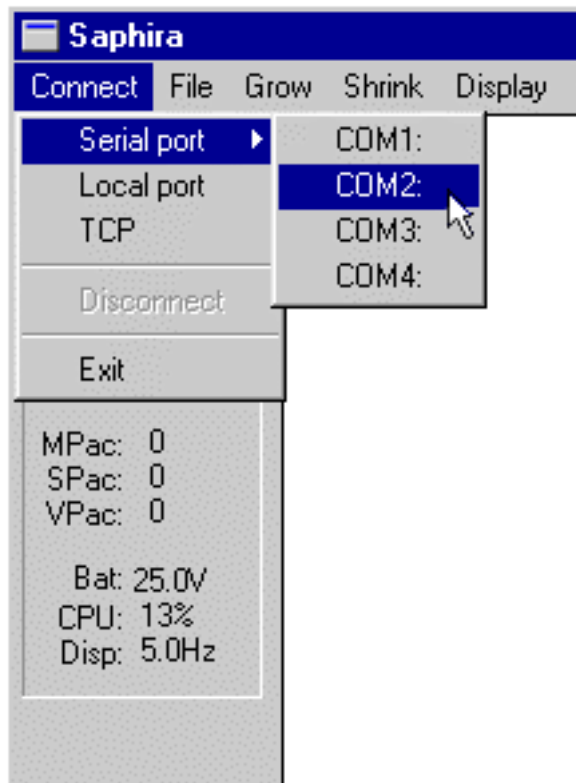 Saphira
Connect File Grow Shrink Display
Serial port COM1:
Local port COM2:
TCP COM3:
COM4:
Disconnect
Exit
MPac: 0
SPac: 0
VPac: 0
Bat: 25.0V
CPU: 13%
Disp: 5.0Hz